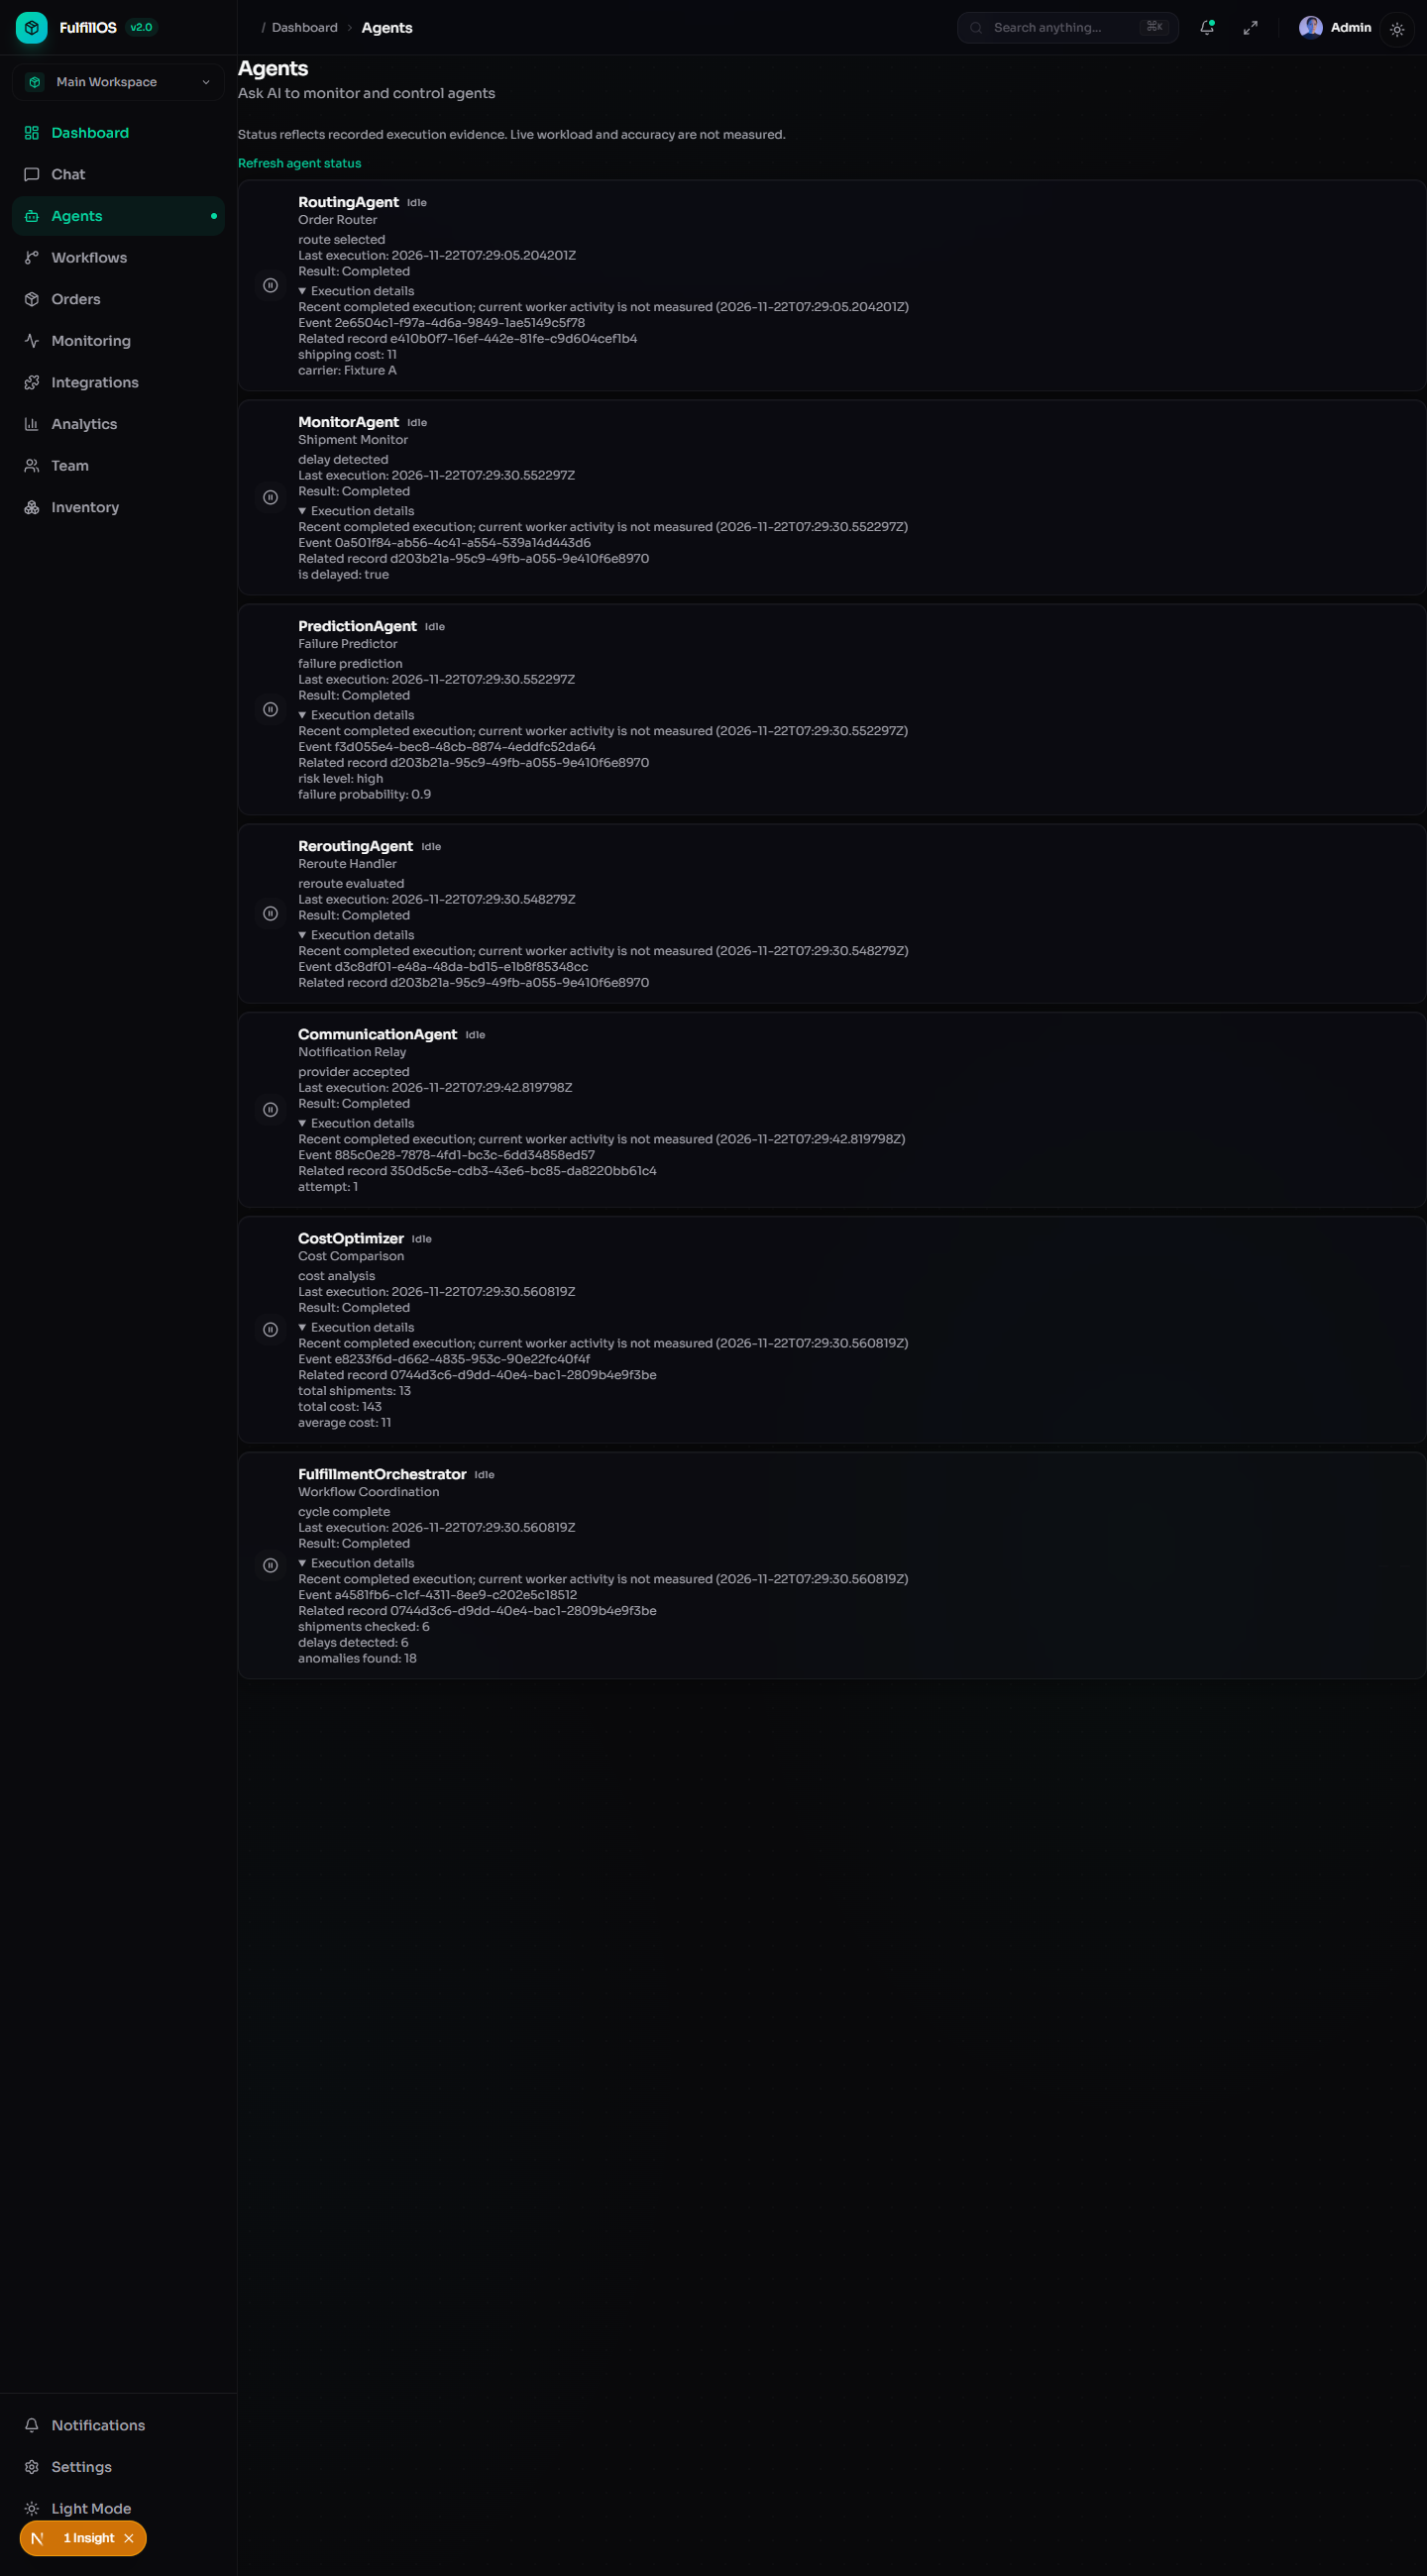 FulfillOS v2.0
/ Dashboard > Agents
Search anything... ⌘K
Admin
Main Workspace
Dashboard
Chat
Agents
Workflows
Orders
Monitoring
Integrations
Analytics
Team
Inventory
Agents
Ask AI to monitor and control agents
Status reflects recorded execution evidence. Live workload and accuracy are not measured.
Refresh agent status
RoutingAgent Idle
Order Router
route selected
Last execution: 2026-11-22T07:29:05.204201Z
Result: Completed
▼ Execution details
Recent completed execution; current worker activity is not measured (2026-11-22T07:29:05.204201Z)
Event 2e6504c1-f97a-4d6a-9849-1ae5149c5f78
Related record e410b0f7-16ef-442e-81fe-c9d604cef1b4
shipping cost: 11
carrier: Fixture A
MonitorAgent Idle
Shipment Monitor
delay detected
Last execution: 2026-11-22T07:29:30.552297Z
Result: Completed
▼ Execution details
Recent completed execution; current worker activity is not measured (2026-11-22T07:29:30.552297Z)
Event 0a501f84-ab56-4c41-a554-539a14d443d6
Related record d203b21a-95c9-49fb-a055-9e410f6e8970
is delayed: true
PredictionAgent Idle
Failure Predictor
failure prediction
Last execution: 2026-11-22T07:29:30.552297Z
Result: Completed
▼ Execution details
Recent completed execution; current worker activity is not measured (2026-11-22T07:29:30.552297Z)
Event f3d055e4-bec8-48cb-8874-4eddfc52da64
Related record d203b21a-95c9-49fb-a055-9e410f6e8970
risk level: high
failure probability: 0.9
ReroutingAgent Idle
Reroute Handler
reroute evaluated
Last execution: 2026-11-22T07:29:30.548279Z
Result: Completed
▼ Execution details
Recent completed execution; current worker activity is not measured (2026-11-22T07:29:30.548279Z)
Event d3c8df01-e48a-48da-bd15-e1b8f85348cc
Related record d203b21a-95c9-49fb-a055-9e410f6e8970
CommunicationAgent Idle
Notification Relay
provider accepted
Last execution: 2026-11-22T07:29:42.819798Z
Result: Completed
▼ Execution details
Recent completed execution; current worker activity is not measured (2026-11-22T07:29:42.819798Z)
Event 885c0e28-7878-4fd1-bc3c-6dd34858ed57
Related record 350d5c5e-cdb3-43e6-bc85-da8220bb61c4
attempt: 1
CostOptimizer Idle
Cost Comparison
cost analysis
Last execution: 2026-11-22T07:29:30.560819Z
Result: Completed
▼ Execution details
Recent completed execution; current worker activity is not measured (2026-11-22T07:29:30.560819Z)
Event e8233f6d-d662-4835-953c-90e22fc40f4f
Related record 0744d3c6-d9dd-40e4-bac1-2809b4e9f3be
total shipments: 13
total cost: 143
average cost: 11
FulfillmentOrchestrator Idle
Workflow Coordination
cycle complete
Last execution: 2026-11-22T07:29:30.560819Z
Result: Completed
▼ Execution details
Recent completed execution; current worker activity is not measured (2026-11-22T07:29:30.560819Z)
Event a4581fb6-c1cf-4311-8ee9-c202e5c18512
Related record 0744d3c6-d9dd-40e4-bac1-2809b4e9f3be
shipments checked: 6
delays detected: 6
anomalies found: 18
Notifications
Settings
Light Mode
1 Insight